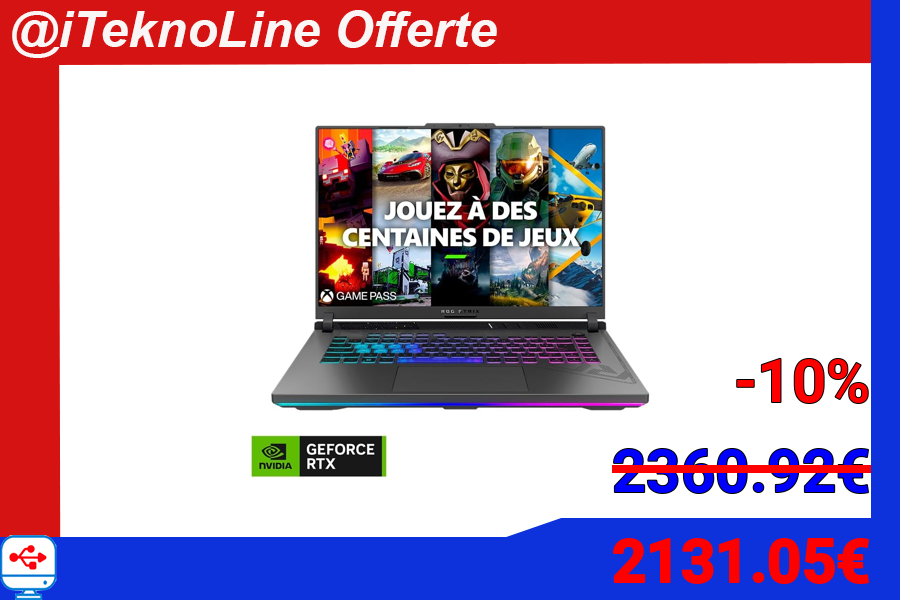 @iTeknoLine Offerte
JOUEZ À DES
CENTAINES DE JEUX
GAME PASS
NVIDIA
GEFORCE
RTX
-10%
2360.92€
2131.05€